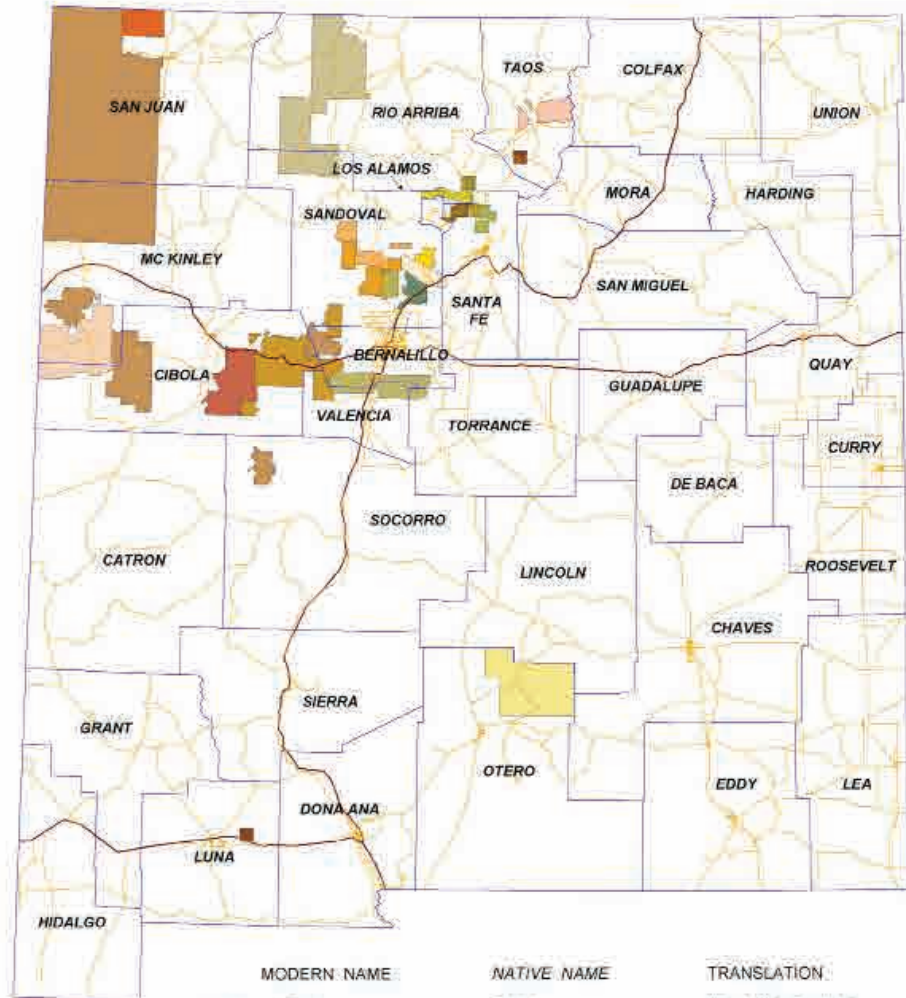 TAOS
COLFAX
SAN JUAN
RIO ARRIBA
UNION
LOS ALAMOS
MORA
HARDING
SANDOVAL
MC KINLEY
SAN MIGUEL
SANTA
FE
BERNALILLO
QUAY
CIBOLA
GUADALUPE
VALENCIA
TORRANCE
CURRY
DE BACA
SOCORRO
CATRON
LINCOLN
ROOSEVELT
CHAVES
SIERRA
GRANT
OTERO
EDDY
LEA
DONA ANA
LUNA
HIDALGO
MODERN NAME NATIVE NAME TRANSLATION